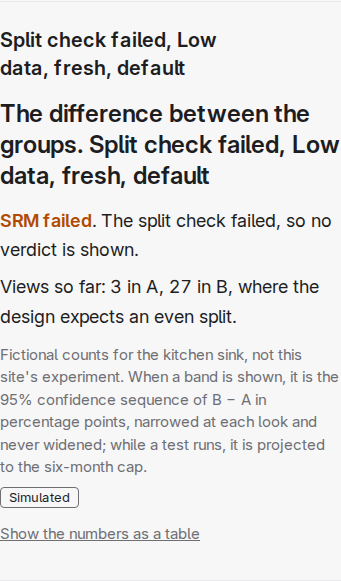 Split check failed, Low
data, fresh, default
The difference between the
groups. Split check failed, Low
data, fresh, default
SRM failed. The split check failed, so no
verdict is shown.
Views so far: 3 in A, 27 in B, where the
design expects an even split.
Fictional counts for the kitchen sink, not this
site's experiment. When a band is shown, it is the
95% confidence sequence of B − A in
percentage points, narrowed at each look and
never widened; while a test runs, it is projected
to the six-month cap.
Simulated
Show the numbers as a table